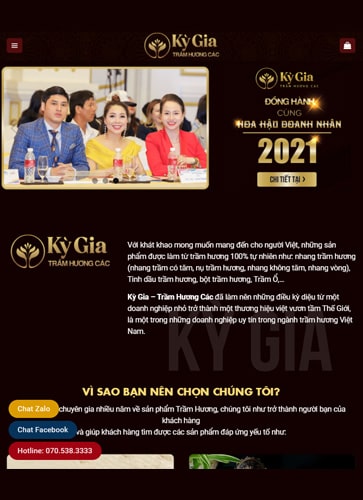 Kỳ Gia
TRẦM HƯƠNG CÁC
Kỳ Gia
TRẦM HƯƠNG CÁC
ĐỒNG HÀNH
CÙNG
HOA HẬU DOANH NHÂN
2021
CHI TIẾT TẠI >
Kỳ Gia
TRẦM HƯƠNG CÁC
Với khát khao mong muốn mang đến cho người Việt, những sản
phẩm được làm từ trầm hương 100% tự nhiên như: nhang trầm hương
(nhang trầm có tăm, nụ trầm hương, nhang không tăm, nhang vòng),
Tinh dầu trầm hương, bột trầm hương, Trầm Ổ,...
Kỳ Gia – Trầm Hương Các đã làm nên những điều kỳ diệu từ một
doanh nghiệp nhỏ trở thành một thương hiệu việt vươn tầm Thế Giới,
là một trong những doanh nghiệp uy tín trong ngành trầm hương Việt
Nam.
KỲ GIA
VÌ SAO BẠN NÊN CHỌN CHÚNG TÔI?
chuyên gia nhiều năm về sản phẩm Trầm Hương, chúng tôi như trở thành người bạn của
khách hàng
và giúp khách hàng tìm được các sản phẩm đáp ứng yếu tố như:
Chat Zalo
Chat Facebook
Hotline: 070.538.3333